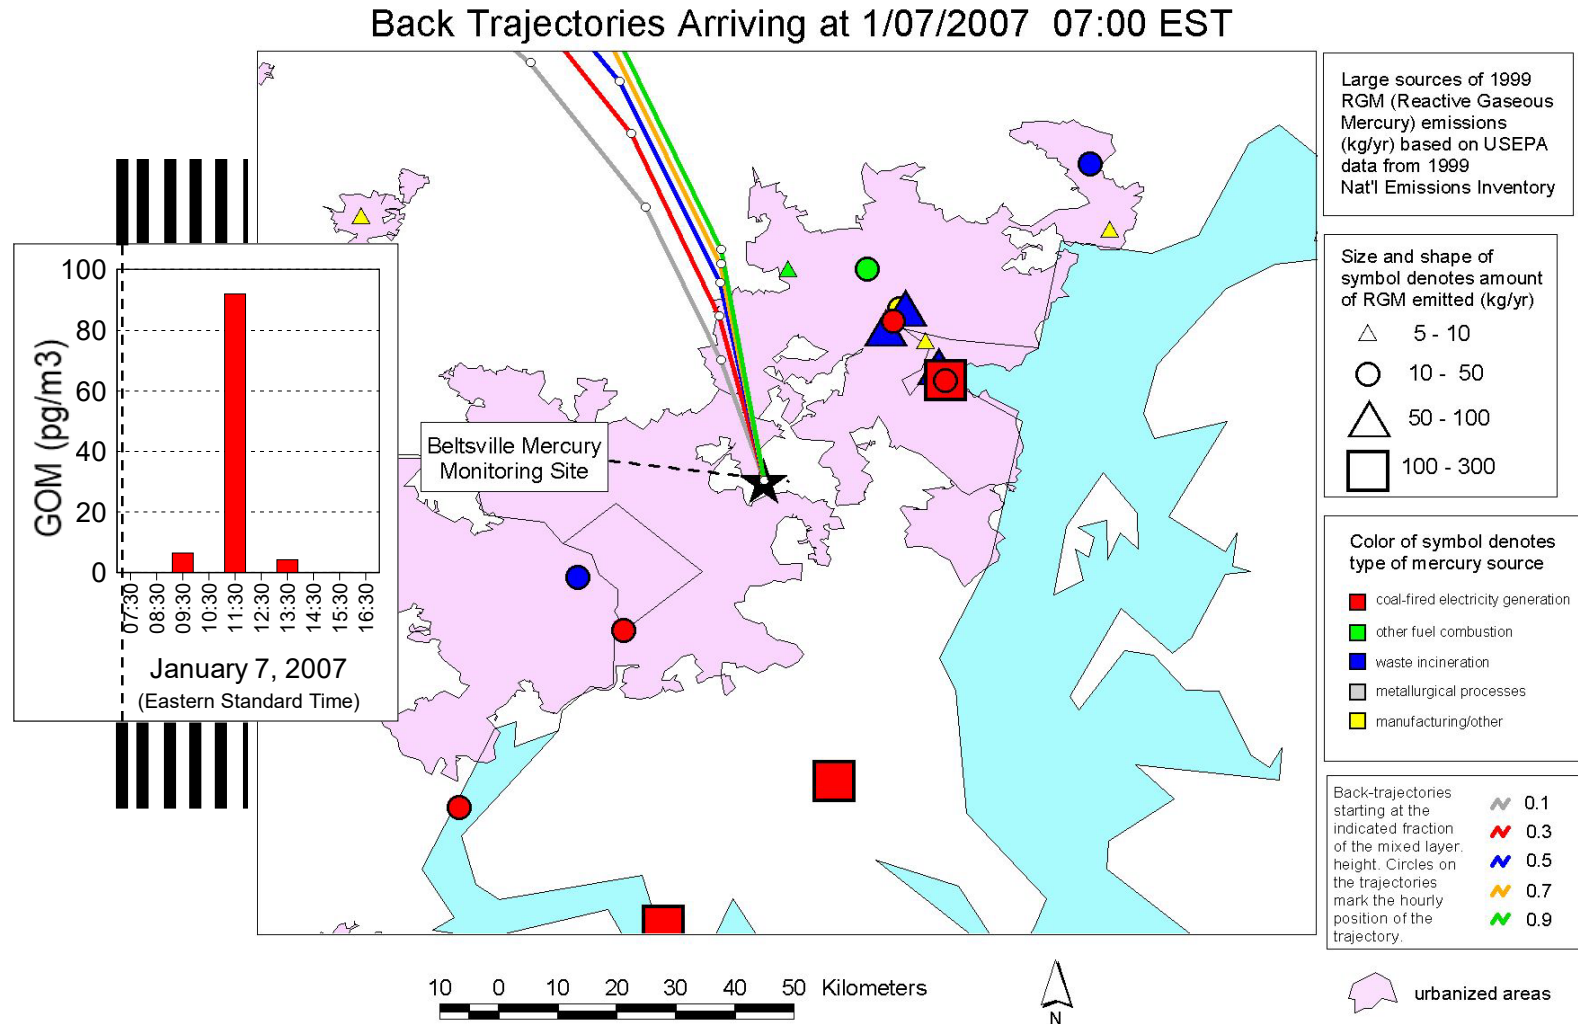 Back Trajectories Arriving at 1/07/2007 07:00 EST
Large sources of 1999
RGM (Reactive Gaseous
Mercury) emissions
(kg/yr) based on USEPA
data from 1999
Nat'l Emissions Inventory
Size and shape of
symbol denotes amount
of RGM emitted (kg/yr)
5 - 10
10 - 50
50 - 100
100 - 300
Color of symbol denotes
type of mercury source
coal-fired electricity generation
other fuel combustion
waste incineration
metallurgical processes
manufacturing/other
Back-trajectories
starting at the
indicated fraction
of the mixed layer.
height. Circles on
the trajectories
mark the hourly
position of the
trajectory.
0.1
0.3
0.5
0.7
0.9
urbanized areas
Beltsville Mercury
Monitoring Site
GOM (pg/m3)
100
80
60
40
20
0
07:30
08:30
09:30
10:30
11:30
12:30
13:30
14:30
15:30
16:30
January 7, 2007
(Eastern Standard Time)
10 0 10 20 30 40 50 Kilometers
N